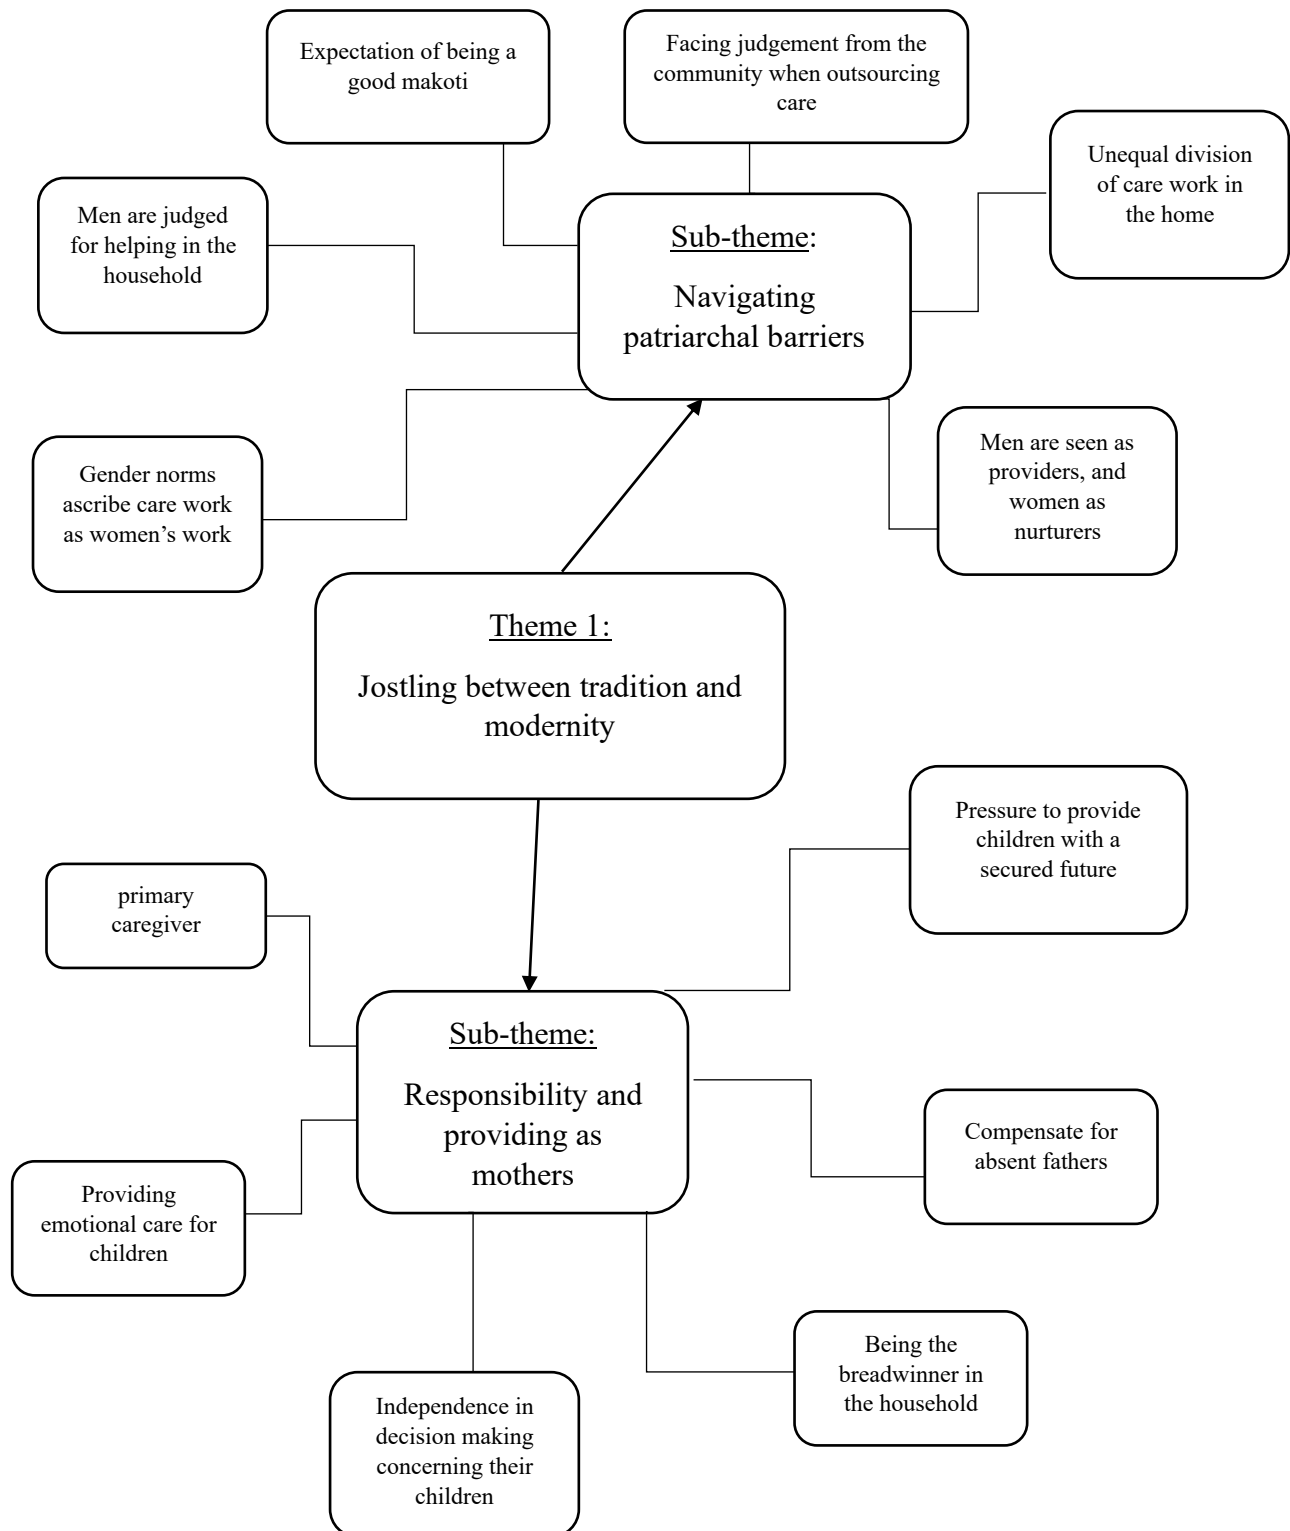 Expectation of being a
good makoti
Facing judgement from the
community when outsourcing
care
Unequal division
of care work in
the home
Men are judged
for helping in the
household
Sub-theme:
Navigating
patriarchal barriers
Gender norms
ascribe care work
as women’s work
Men are seen as
providers, and
women as
nurturers
Theme 1:
Jostling between tradition and
modernity
Pressure to provide
children with a
secured future
primary
caregiver
Sub-theme:
Responsibility and
providing as
mothers
Compensate for
absent fathers
Providing
emotional care for
children
Being the
breadwinner in
the household
Independence in
decision making
concerning their
children